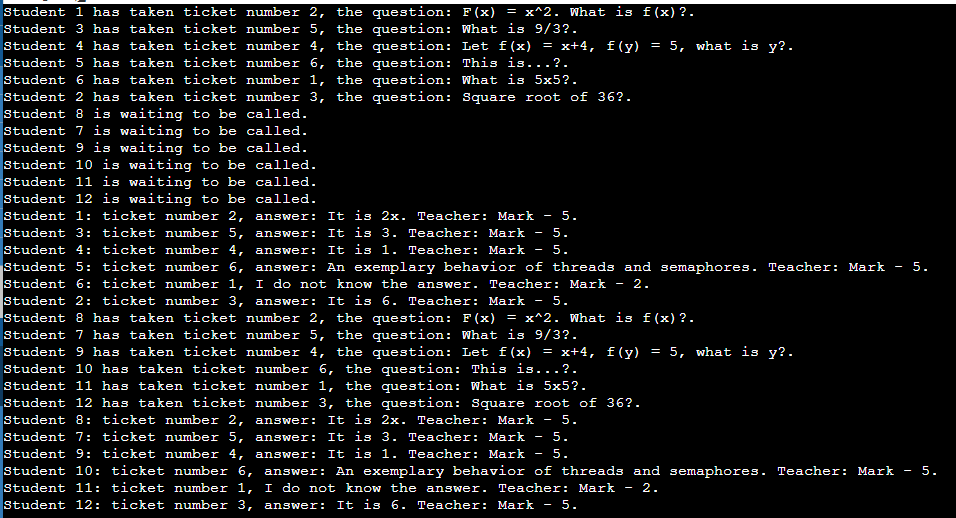 Student 1 has taken ticket number 2, the question: F(x) = x^2. What is f(x)?.
Student 3 has taken ticket number 5, the question: What is 9/3?.
Student 4 has taken ticket number 4, the question: Let f(x) = x+4, f(y) = 5, what is y?.
Student 5 has taken ticket number 6, the question: This is...?.
Student 6 has taken ticket number 1, the question: What is 5x5?.
Student 2 has taken ticket number 3, the question: Square root of 36?.
Student 8 is waiting to be called.
Student 7 is waiting to be called.
Student 9 is waiting to be called.
Student 10 is waiting to be called.
Student 11 is waiting to be called.
Student 12 is waiting to be called.
Student 1: ticket number 2, answer: It is 2x. Teacher: Mark - 5.
Student 3: ticket number 5, answer: It is 3. Teacher: Mark - 5.
Student 4: ticket number 4, answer: It is 1. Teacher: Mark - 5.
Student 5: ticket number 6, answer: An exemplary behavior of threads and semaphores. Teacher: Mark - 5.
Student 6: ticket number 1, I do not know the answer. Teacher: Mark - 2.
Student 2: ticket number 3, answer: It is 6. Teacher: Mark - 5.
Student 8 has taken ticket number 2, the question: F(x) = x^2. What is f(x)?.
Student 7 has taken ticket number 5, the question: What is 9/3?.
Student 9 has taken ticket number 4, the question: Let f(x) = x+4, f(y) = 5, what is y?.
Student 10 has taken ticket number 6, the question: This is...?.
Student 11 has taken ticket number 1, the question: What is 5x5?.
Student 12 has taken ticket number 3, the question: Square root of 36?.
Student 8: ticket number 2, answer: It is 2x. Teacher: Mark - 5.
Student 7: ticket number 5, answer: It is 3. Teacher: Mark - 5.
Student 9: ticket number 4, answer: It is 1. Teacher: Mark - 5.
Student 10: ticket number 6, answer: An exemplary behavior of threads and semaphores. Teacher: Mark - 5.
Student 11: ticket number 1, I do not know the answer. Teacher: Mark - 2.
Student 12: ticket number 3, answer: It is 6. Teacher: Mark - 5.